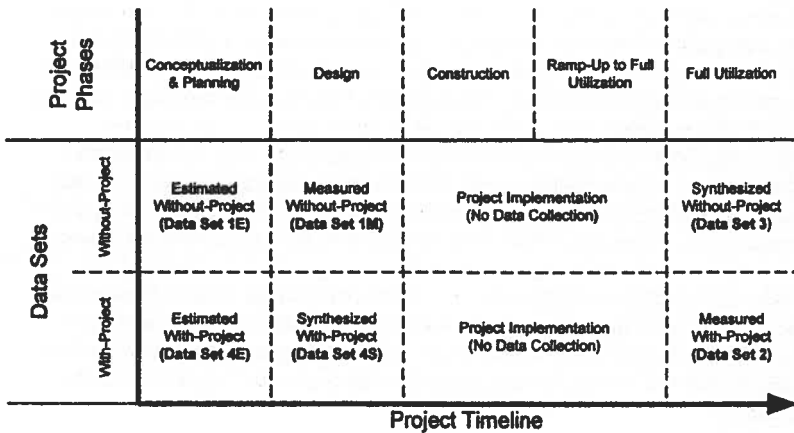 Project
Phases
Conceptualization
& Planning
Design
Construction
Ramp-Up to Full
Utilization
Full Utilization
Data Sets
Without-Project
Estimated
Without-Project
(Data Set 1E)
Measured
Without-Project
(Data Set 1M)
Project Implementation
(No Data Collection)
Synthesized
Without-Project
(Data Set 3)
With-Project
Estimated
With-Project
(Data Set 4E)
Synthesized
With-Project
(Data Set 4S)
Project Implementation
(No Data Collection)
Measured
With-Project
(Data Set 2)
Project Timeline